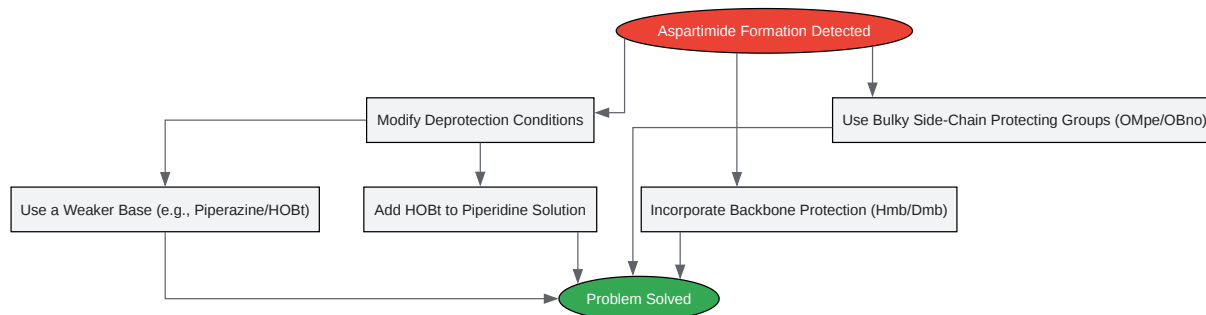 Aspartimide Formation Detected
Modify Deprotection Conditions
Use Bulky Side-Chain Protecting Groups (OMpe/OBno)
Use a Weaker Base (e.g., Piperazine/HOBt)
Add HOBt to Piperidine Solution
Incorporate Backbone Protection (Hmb/Dmb)
Problem Solved